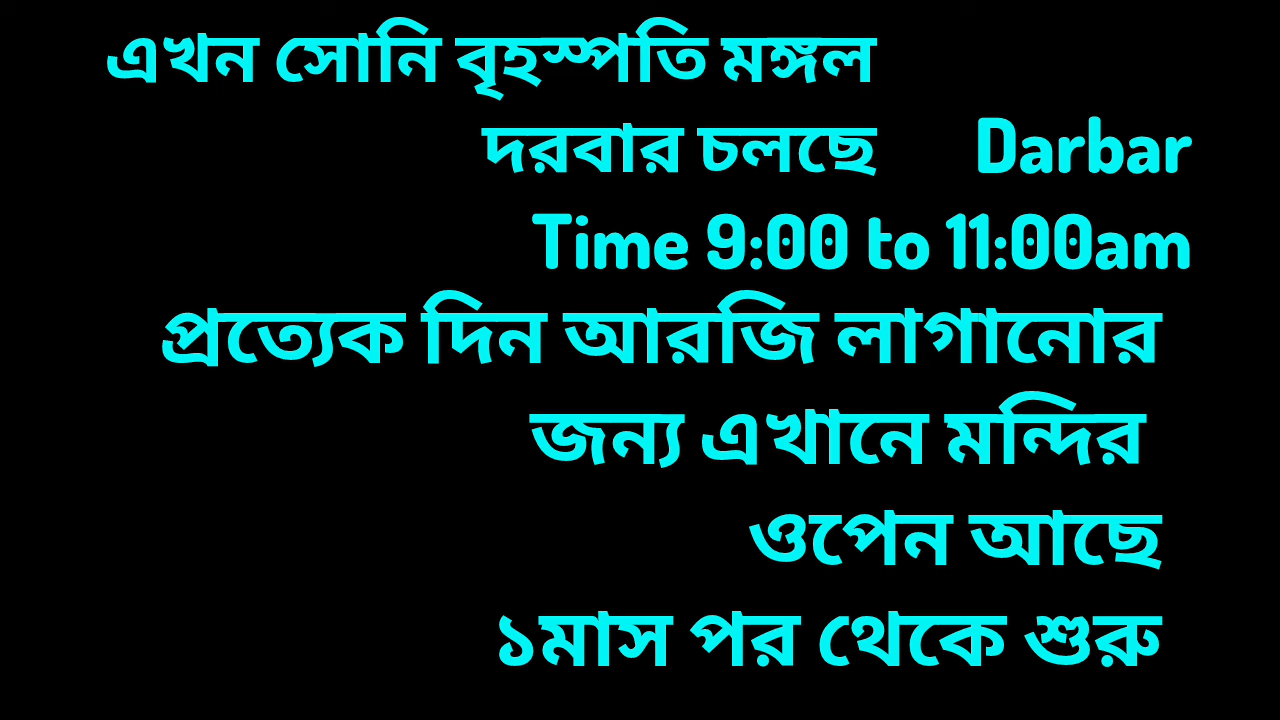 এখন সোনি বৃহস্পতি মঙ্গল
দরবার চলছে Darbar
Time 9:00 to 11:00am
প্রত্যেক দিন আরজি লাগানোর
জন্য এখানে মন্দির
ওপেন আছে
১মাস পর থেকে শুরু